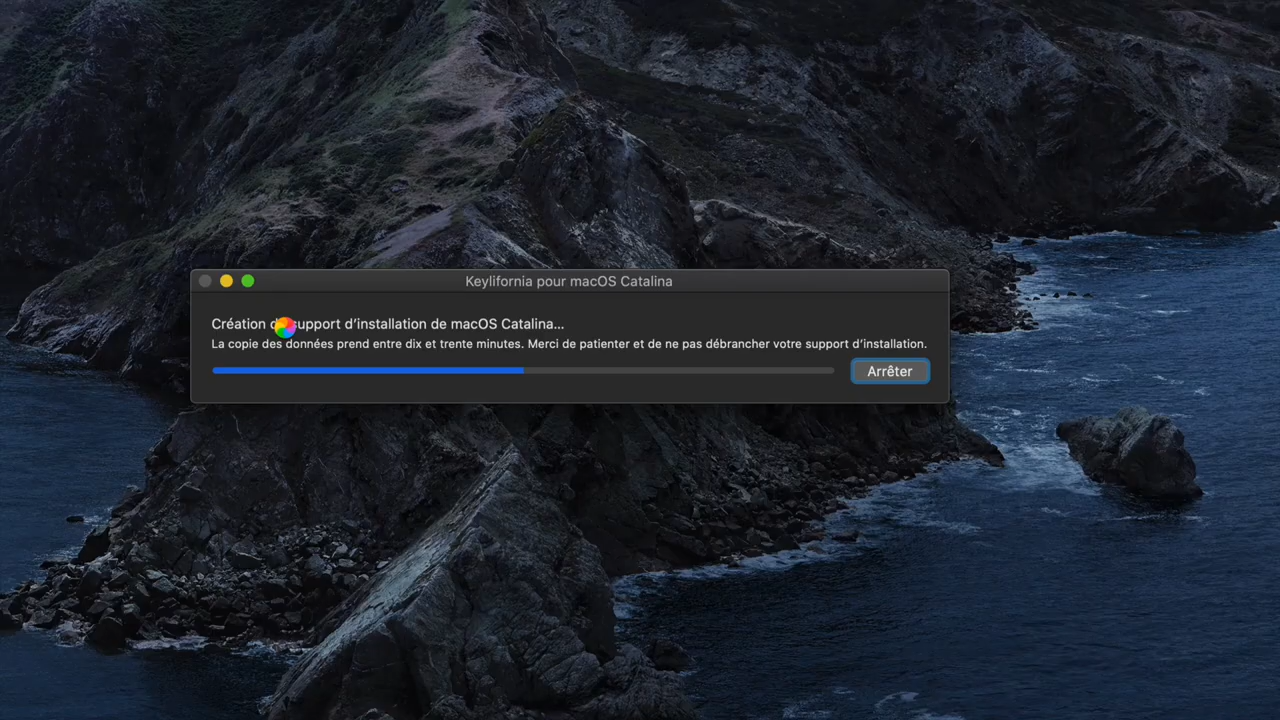 Keylifornia pour macOS Catalina
Création support d’installation de macOS Catalina...
La copie des données prend entre dix et trente minutes. Merci de patienter et de ne pas débrancher votre support d’installation.
Arrêter